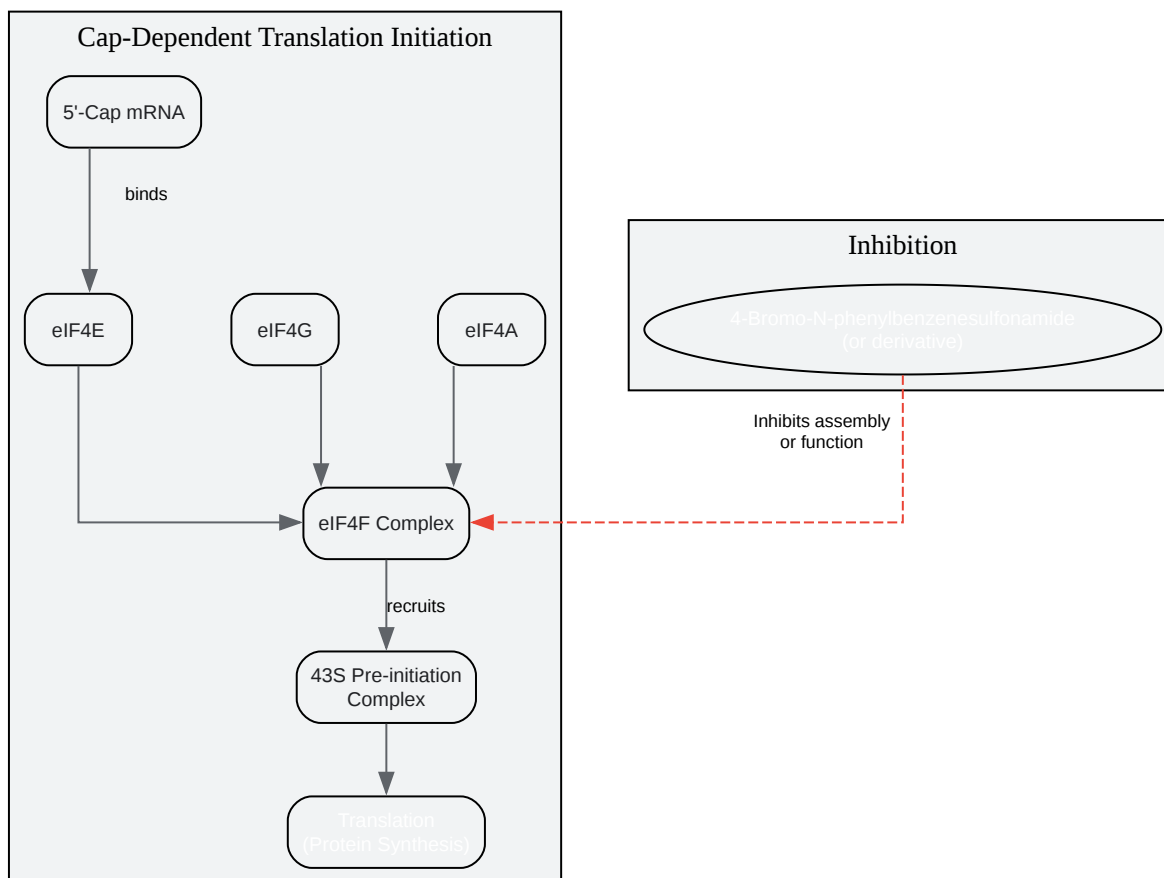 Cap-Dependent Translation Initiation
5'-Cap mRNA
binds
eIF4E
eIF4G
eIF4A
Inhibition
4-Bromo-N-phenylbenzenesulfonamide
(or derivative)
Inhibits assembly
or function
eIF4F Complex
recruits
43S Pre-initiation
Complex
Translation
(Protein Synthesis)